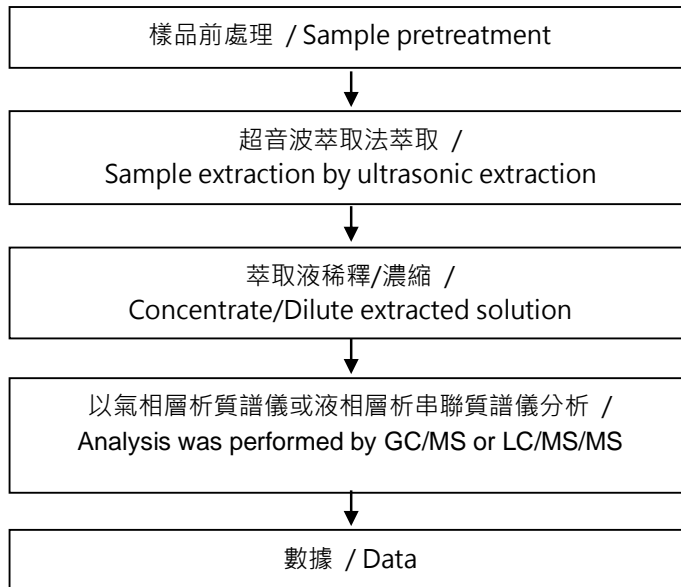 樣品前處理 / Sample pretreatment
超音波萃取法萃取 /
Sample extraction by ultrasonic extraction
萃取液稀釋/濃縮 /
Concentrate/Dilute extracted solution
以氣相層析質譜儀或液相層析串聯質譜儀分析 /
Analysis was performed by GC/MS or LC/MS/MS
數據 / Data